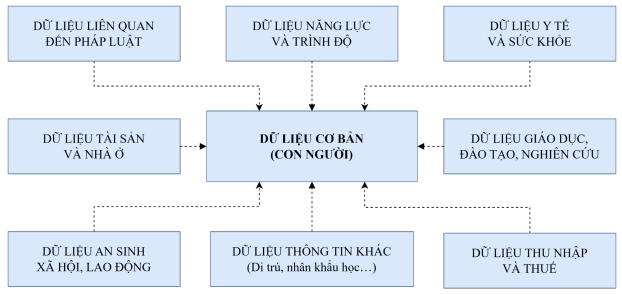 DỮ LIỆU LIÊN QUAN
ĐẾN PHÁP LUẬT
DỮ LIỆU NĂNG LỰC
VÀ TRÌNH ĐỘ
DỮ LIỆU Y TẾ
VÀ SỨC KHỎE
DỮ LIỆU TÀI SẢN
VÀ NHÀ Ở
DỮ LIỆU CƠ BẢN
(CON NGƯỜI)
DỮ LIỆU GIÁO DỤC,
ĐÀO TẠO, NGHIÊN CỨU
DỮ LIỆU AN SINH
XÃ HỘI, LAO ĐỘNG
DỮ LIỆU THÔNG TIN KHÁC
(Di trú, nhân khẩu học…)
DỮ LIỆU THU NHẬP
VÀ THUẾ